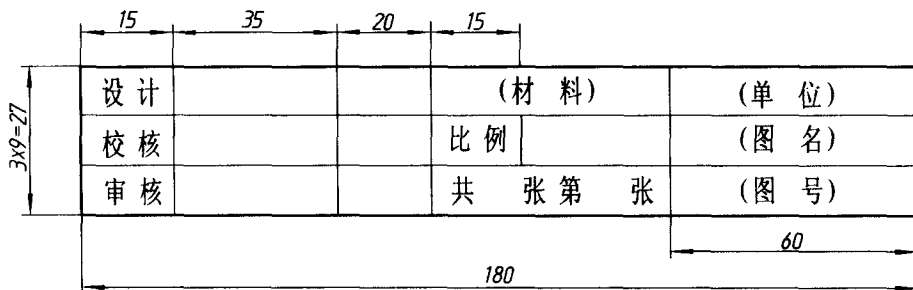 15 35 20 15
3x9=27
设计 (材 料) (单 位)
校核 比例 (图 名)
审核 共 张 第 张 (图 号)
60
180